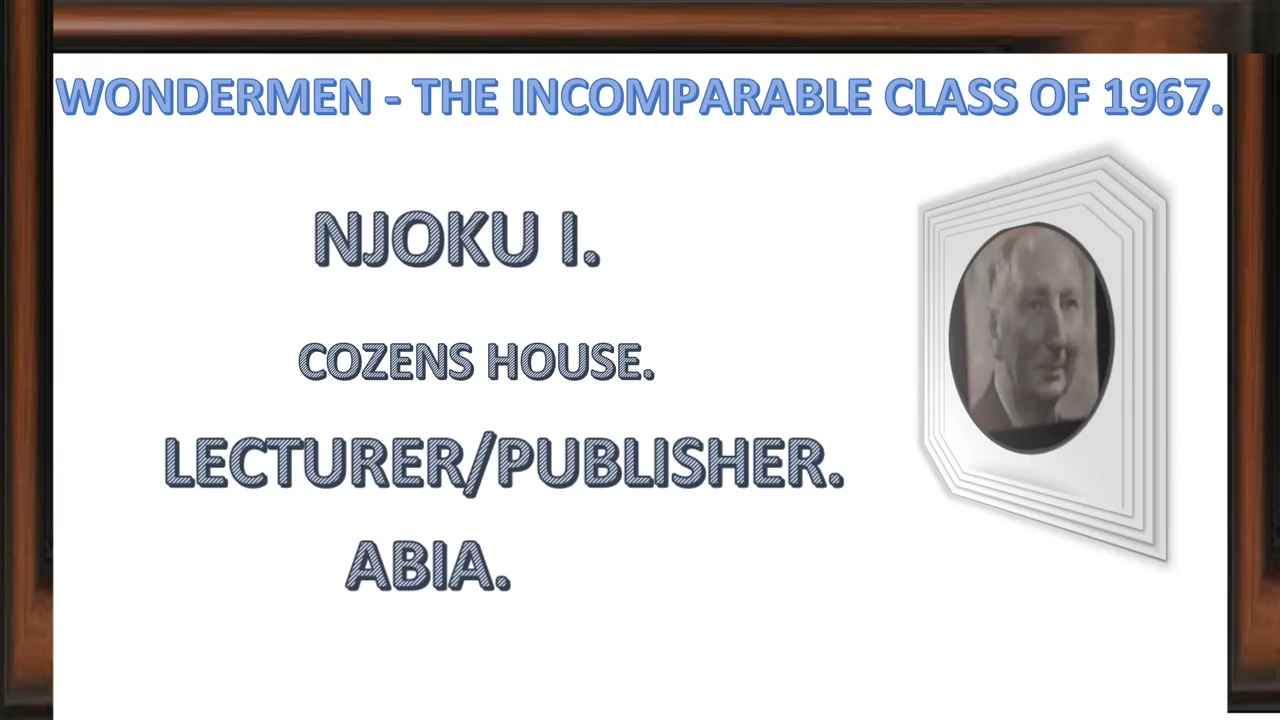 WONDERMEN - THE INCOMPARABLE CLASS OF 1967.
NJOKU I.
COZENS HOUSE.
LECTURER/PUBLISHER.
ABIA.